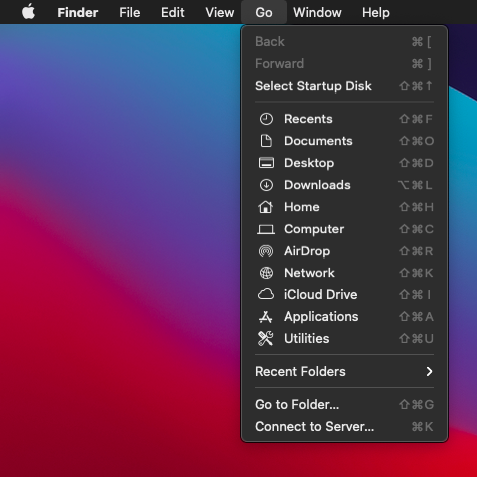 Finder File Edit View Go Window Help
Back ⌘ [
Forward ⌘ ]
Select Startup Disk ⇧⌘↑
Recents ⇧⌘F
Documents ⇧⌘O
Desktop ⇧⌘D
Downloads ⌥⌘L
Home ⇧⌘H
Computer ⇧⌘C
AirDrop ⇧⌘R
Network ⇧⌘K
iCloud Drive ⇧⌘I
Applications ⇧⌘A
Utilities ⇧⌘U
Recent Folders
Go to Folder... ⇧⌘G
Connect to Server... ⌘K